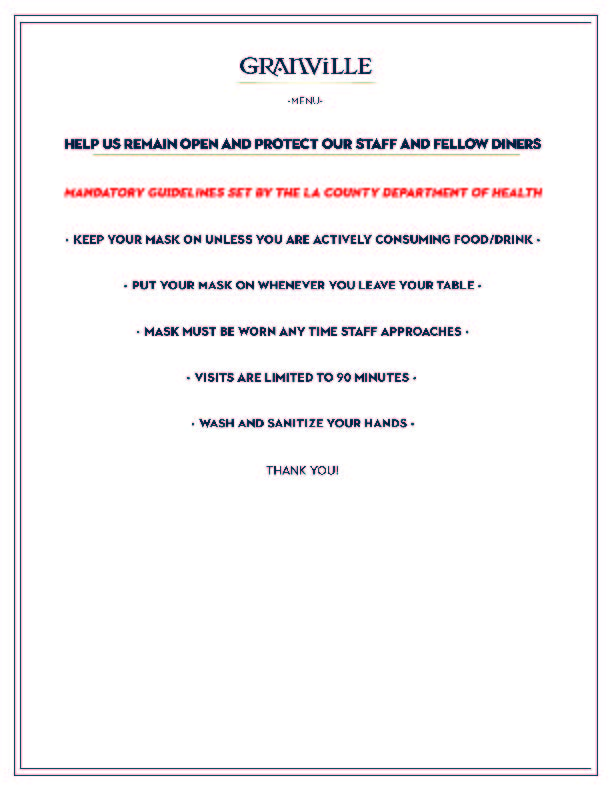 GRANViLLE
-MENU-
HELP US REMAIN OPEN AND PROTECT OUR STAFF AND FELLOW DINERS
MANDATORY GUIDELINES SET BY THE LA COUNTY DEPARTMENT OF HEALTH
• KEEP YOUR MASK ON UNLESS YOU ARE ACTIVELY CONSUMING FOOD/DRINK •
• PUT YOUR MASK ON WHENEVER YOU LEAVE YOUR TABLE •
• MASK MUST BE WORN ANY TIME STAFF APPROACHES •
• VISITS ARE LIMITED TO 90 MINUTES •
• WASH AND SANITIZE YOUR HANDS •
THANK YOU!